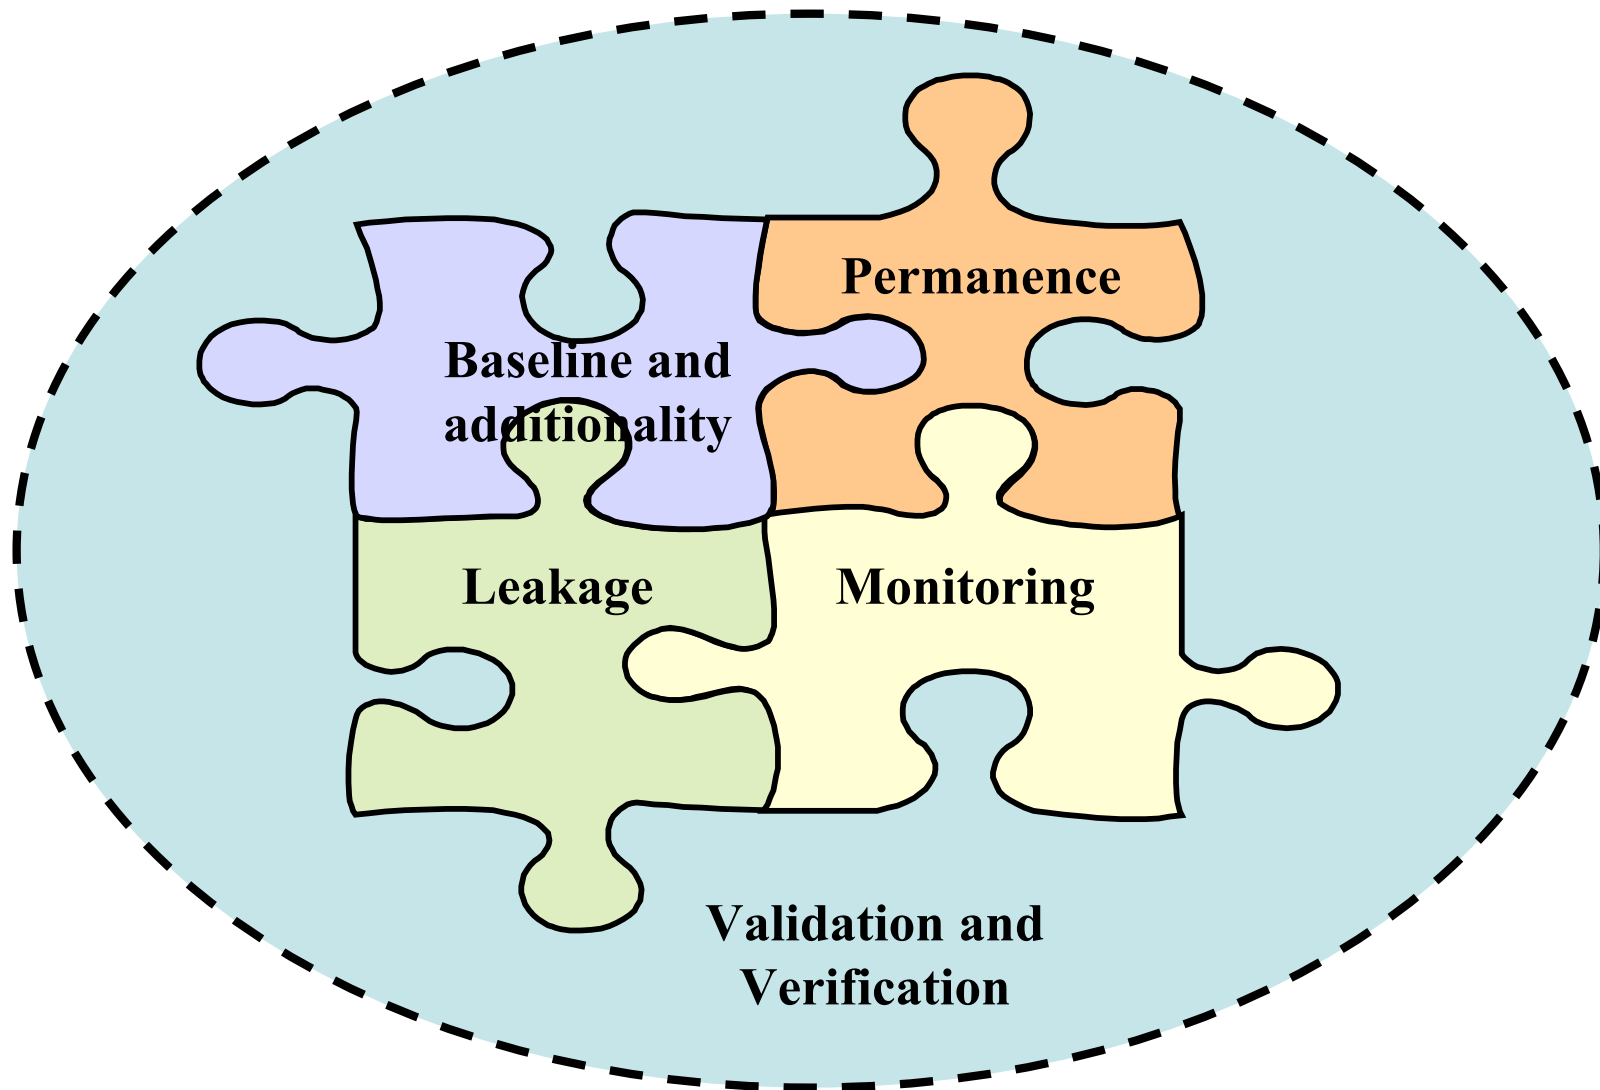 Permanence
Baseline and
additionality
Leakage
Monitoring
Validation and
Verification